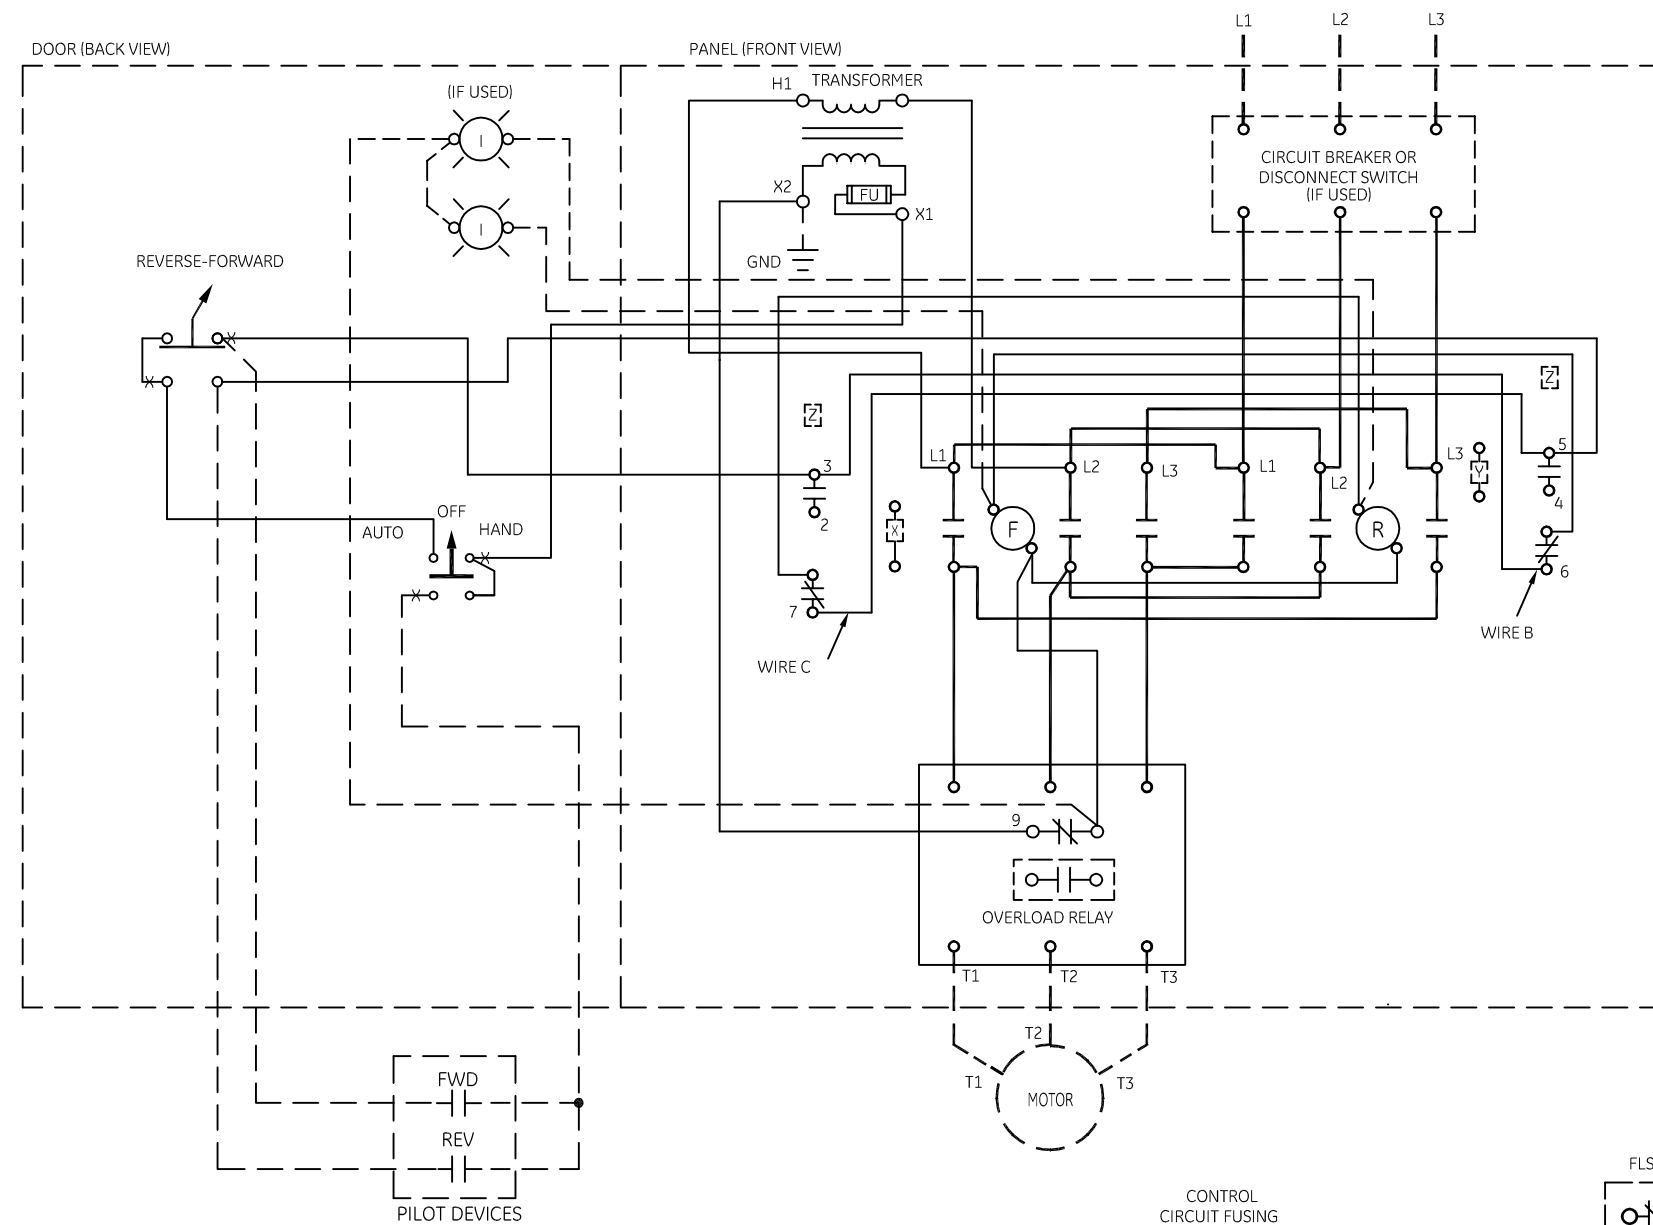 L1
L2
L3
DOOR (BACK VIEW)
PANEL (FRONT VIEW)
H1
TRANSFORMER
(IF USED)
I
I
CIRCUIT BREAKER OR
DISCONNECT SWITCH
(IF USED)
X2
FU
X1
GND
REVERSE-FORWARD
X
X
Z
Z
3
2
L1
L2
L3
L1
L2
L3
Y
5
4
OFF
AUTO
HAND
X
X
X
F
R
7
6
WIRE C
WIRE B
9
OVERLOAD RELAY
T1
T2
T3
T2
T1
T3
MOTOR
FWD
REV
PILOT DEVICES
CONTROL
CIRCUIT FUSING
FLS